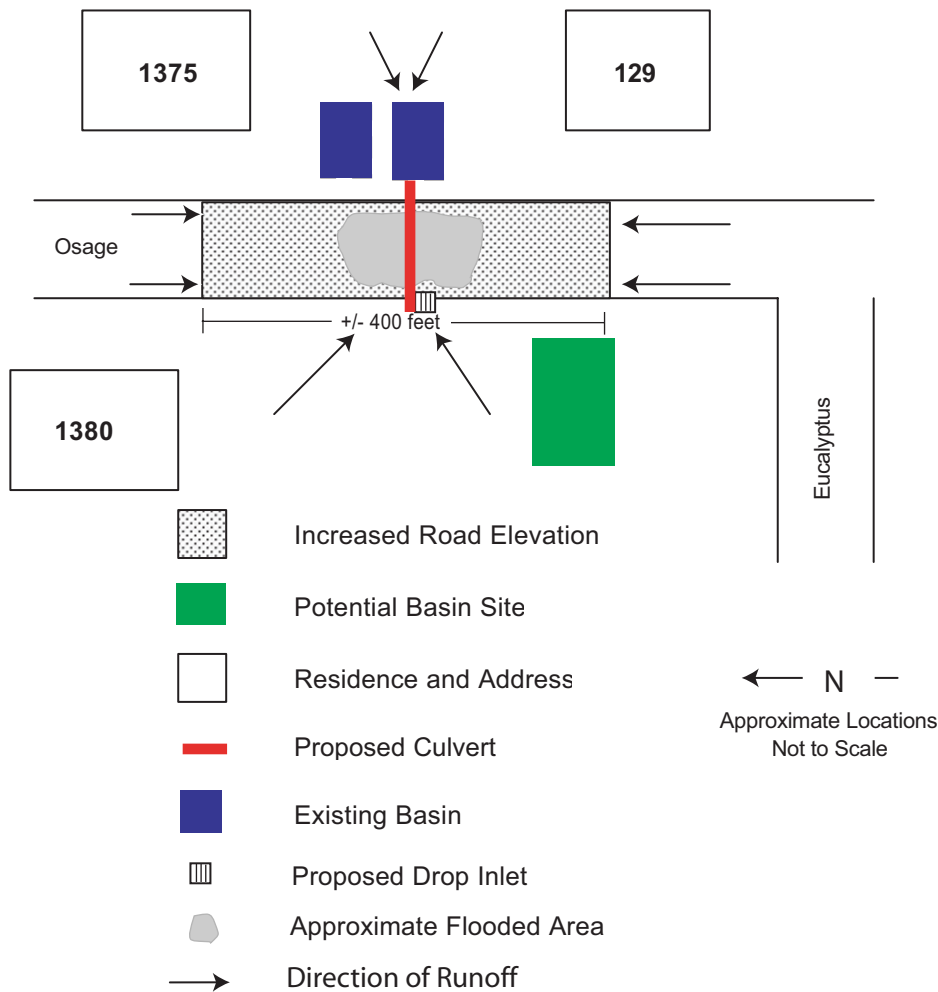 1375
129
Osage
+/- 400 feet
1380
Eucalyptus
Increased Road Elevation
Potential Basin Site
Residence and Address
Proposed Culvert
Existing Basin
Proposed Drop Inlet
Approximate Flooded Area
Direction of Runoff
N
Approximate Locations
Not to Scale